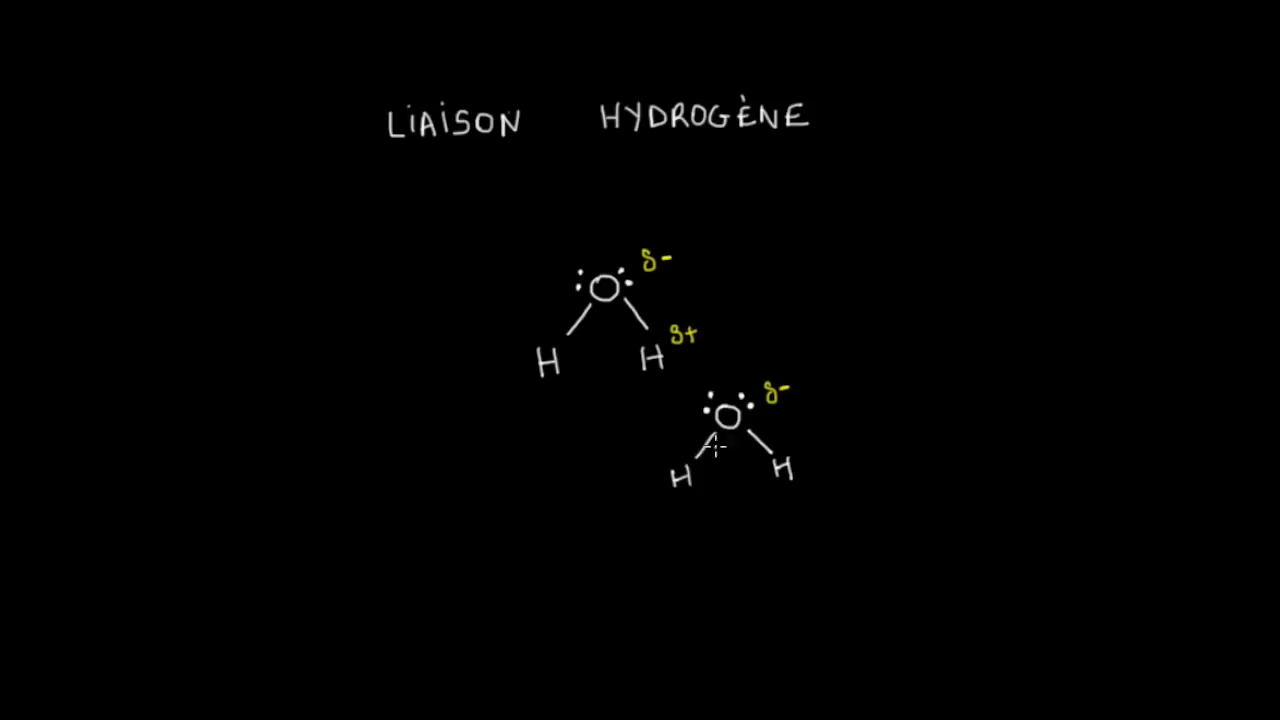 LIAISON HYDROGÈNE
δ-
O
δ+
H H
δ-
O
H H